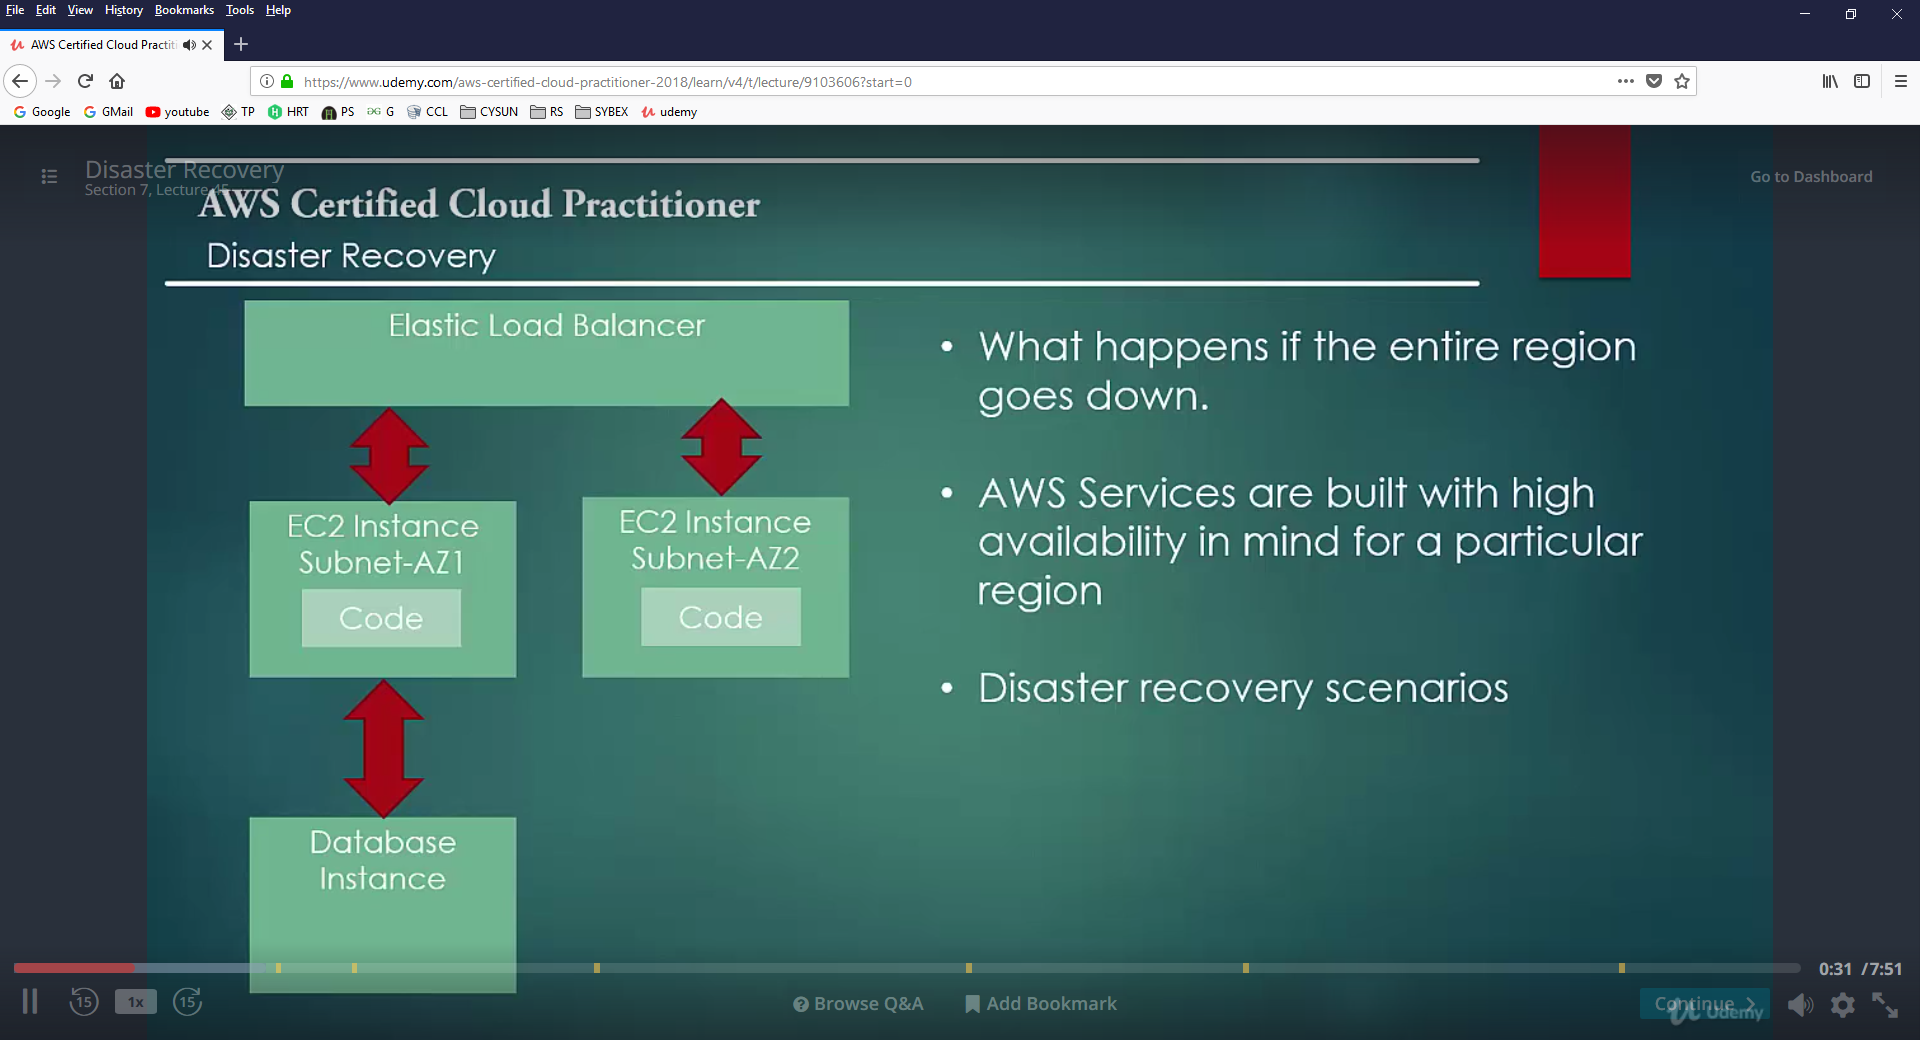 File Edit View History Bookmarks Tools Help
AWS Certified Cloud Practiti
https://www.udemy.com/aws-certified-cloud-practitioner-2018/learn/v4/t/lecture/9103606?start=0
Google GMail youtube TP HRT PS G CCL CYSUN RS SYBEX udemy
Disaster Recovery
Section 7, Lecture 45
Go to Dashboard
AWS Certified Cloud Practitioner
Disaster Recovery
Elastic Load Balancer
EC2 Instance
Subnet-AZ1
Code
EC2 Instance
Subnet-AZ2
Code
Database
Instance
• What happens if the entire region
goes down.
• AWS Services are built with high
availability in mind for a particular
region
• Disaster recovery scenarios
0:31 / 7:51
15 1x 15
Browse Q&A Add Bookmark
Continue
Udemy